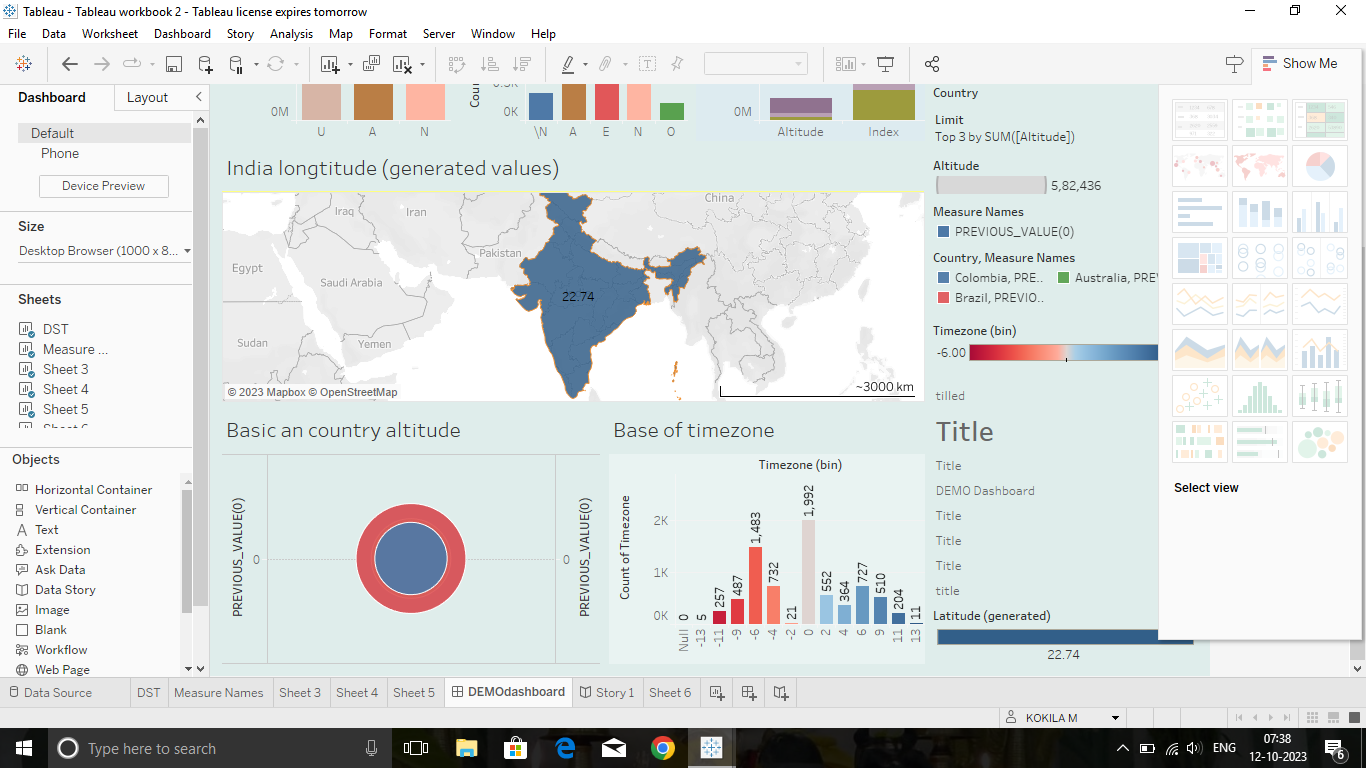 Tableau - Tableau workbook 2 - Tableau license expires tomorrow
File Data Worksheet Dashboard Story Analysis Map Format Server Window Help
Show Me
Dashboard Layout
Default
Phone
Device Preview
Size
Desktop Browser (1000 x 8...
Sheets
DST
Measure ...
Sheet 3
Sheet 4
Sheet 5
Objects
Horizontal Container
Vertical Container
Text
Extension
Ask Data
Data Story
Image
Blank
Workflow
Web Page
0M
U A N
0K
\N A E N O
0M
Altitude Index
India longtitude (generated values)
Iraq
Iran
China
Pakistan
Egypt
Saudi Arabia
22.74
Sudan
Yemen
© 2023 Mapbox © OpenStreetMap
~3000 km
Basic an country altitude
PREVIOUS_VALUE(0)
0
0
PREVIOUS_VALUE(0)
Base of timezone
Timezone (bin)
Count of Timezone
2K
1K
0K
0 5 257 487 1,483 732 21 1,992 552 364 727 510 204 11
Null -13 -11 -9 -6 -4 -2 0 2 4 6 9 11 13
Country
Limit
Top 3 by SUM([Altitude])
Altitude
5,82,436
Measure Names
PREVIOUS_VALUE(0)
Country, Measure Names
Colombia, PRE.. Australia, PRE
Brazil, PREVIO..
Timezone (bin)
-6.00
tilled
Title
Title
DEMO Dashboard
Title
Title
Title
title
Latitude (generated)
22.74
Select view
Data Source DST Measure Names Sheet 3 Sheet 4 Sheet 5 DEMOdashboard Story 1 Sheet 6
KOKILA M
Type here to search
ENG
07:38
12-10-2023
6